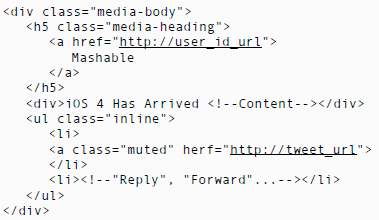 <div class="media-body">
<h5 class="media-heading">
<a href="http://user_id_url">
Mashable
</a>
</h5>
<div>iOS 4 Has Arrived <!--Content--></div>
<ul class="inline">
<li>
<a class="muted" herf="http://tweet_url">
</li>
<li><!--"Reply", "Forward"...--></li>
</ul>
</div>